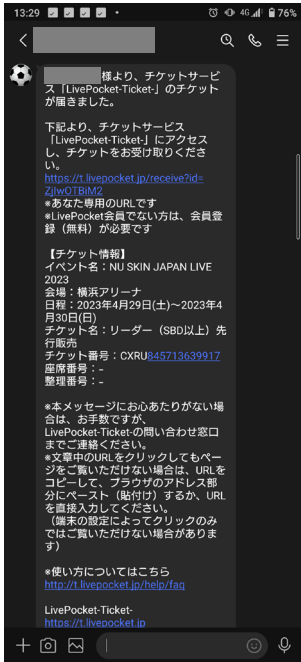 13:29
4G
76%
様より、チケットサービ
ス「LivePocket-Ticket-」のチケット
が届きました。
下記より、チケットサービス
「LivePocket-Ticket-」にアクセス
し、チケットをお受け取りくださ
い。
https://t.livepocket.jp/receive?id=
ZjIwOTBiM2
※あなた専用のURLです
※LivePocket会員でない方は、会員登
録（無料）が必要です
【チケット情報】
イベント名：NU SKIN JAPAN LIVE
2023
会場：横浜アリーナ
日程：2023年4月29日(土)～2023年4
月30日(日)
チケット名：リーダー（SBD以上）先
行販売
チケット番号：CXRU845713639917
座席番号：-
整理番号：-
※本メッセージにお心あたりがない場
合は、お手数ですが、
LivePocket-Ticket-の問い合わせ窓口
までご連絡ください。
※文章中のURLをクリックしてもペー
ジをご覧いただけない場合は、URLを
コピーして、ブラウザのアドレス部
分にペースト（貼付け）するか、URL
を直接入力してください。
（端末の設定によってクリックのみ
ではご覧いただけない場合がありま
す）
※使い方についてはこちら
http://t.livepocket.jp/help/faq
LivePocket-Ticket-
https://t.livepocket.jp